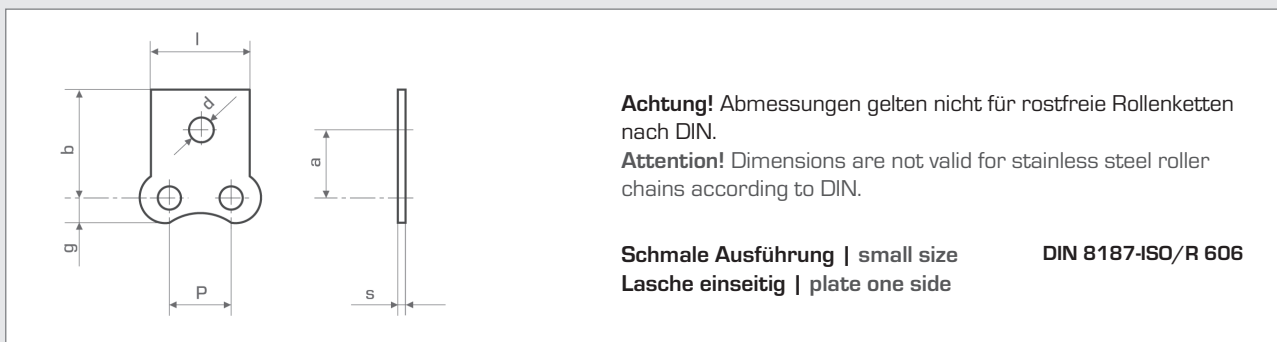 l
d
b
a
g
P
s
Achtung! Abmessungen gelten nicht für rostfreie Rollenketten
nach DIN.
Attention! Dimensions are not valid for stainless steel roller
chains according to DIN.
Schmale Ausführung | small size
DIN 8187-ISO/R 606
Lasche einseitig | plate one side